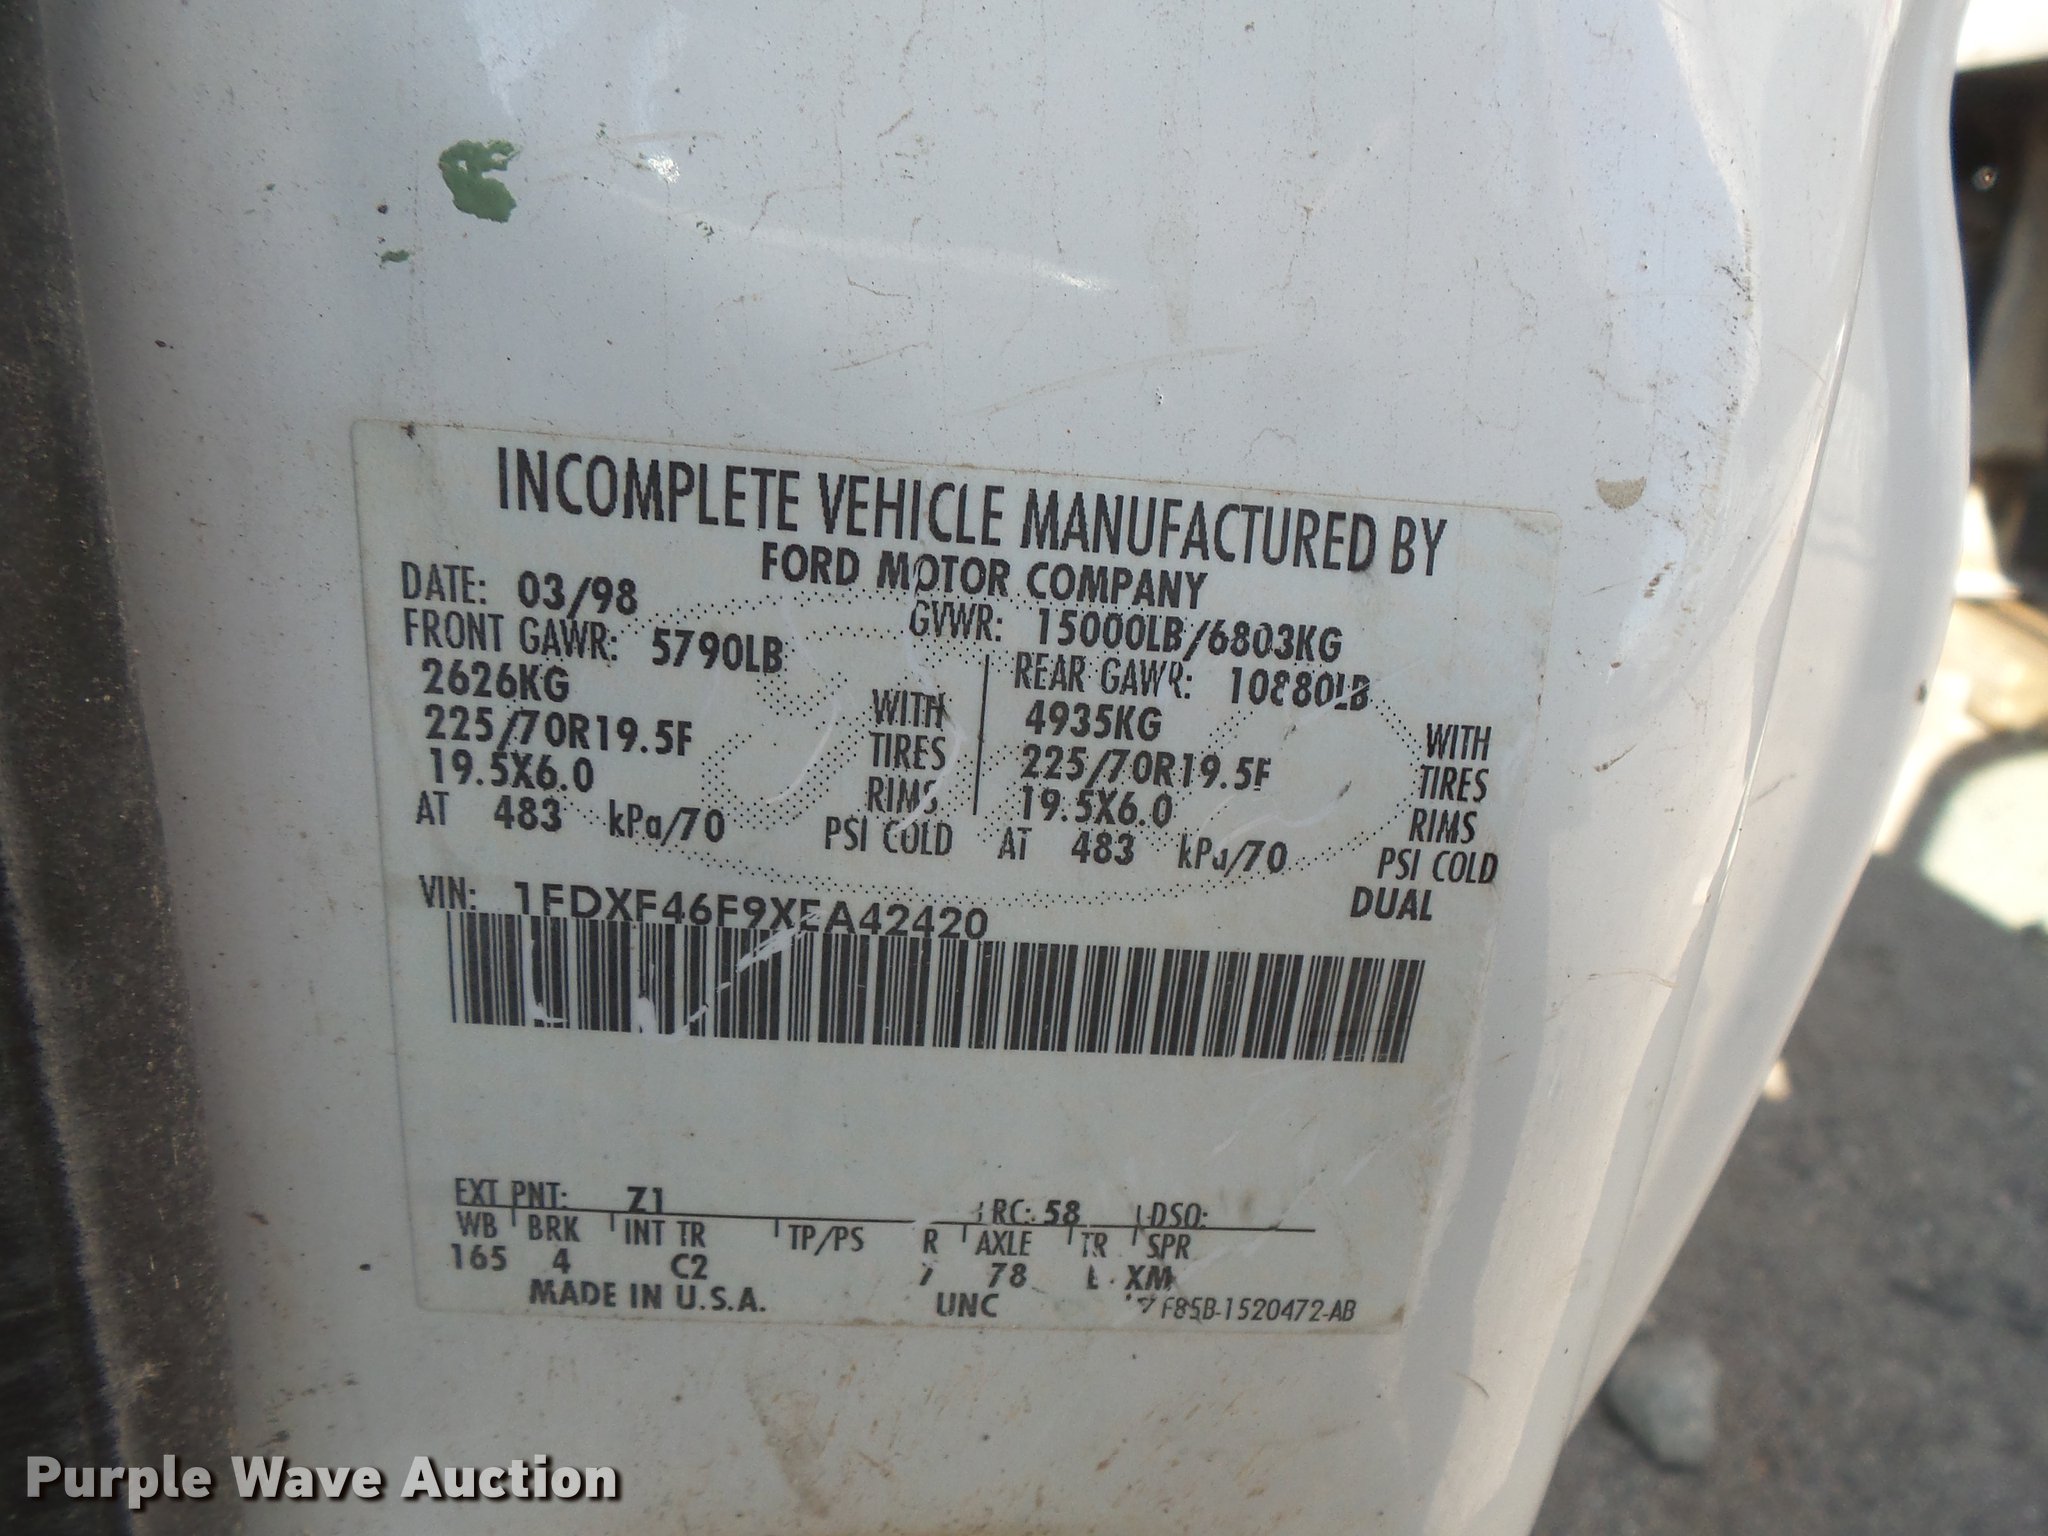 INCOMPLETE VEHICLE MANUFACTURED BY
FORD MOTOR COMPANY
DATE: 03/98 GVWR: 15000LB/6803KG
FRONT GAWR: 5790LB REAR GAWR: 10880LB
2626KG WITH 4935KG WITH
225/70R19.5F TIRES 225/70R19.5F TIRES
19.5X6.0 RIMS 19.5X6.0 RIMS
AT 483 kPa/70 PSI COLD AT 483 kPa/70 PSI COLD
DUAL
VIN: 1FDXF46F9XEA42420
EXT PNT: Z1 RC: 58 DSO:
WB BRK INT TR TP/PS R AXLE TR SPR
165 4 C2 78 XM
MADE IN U.S.A. UNC F85B-1520472-AB
Purple Wave Auction